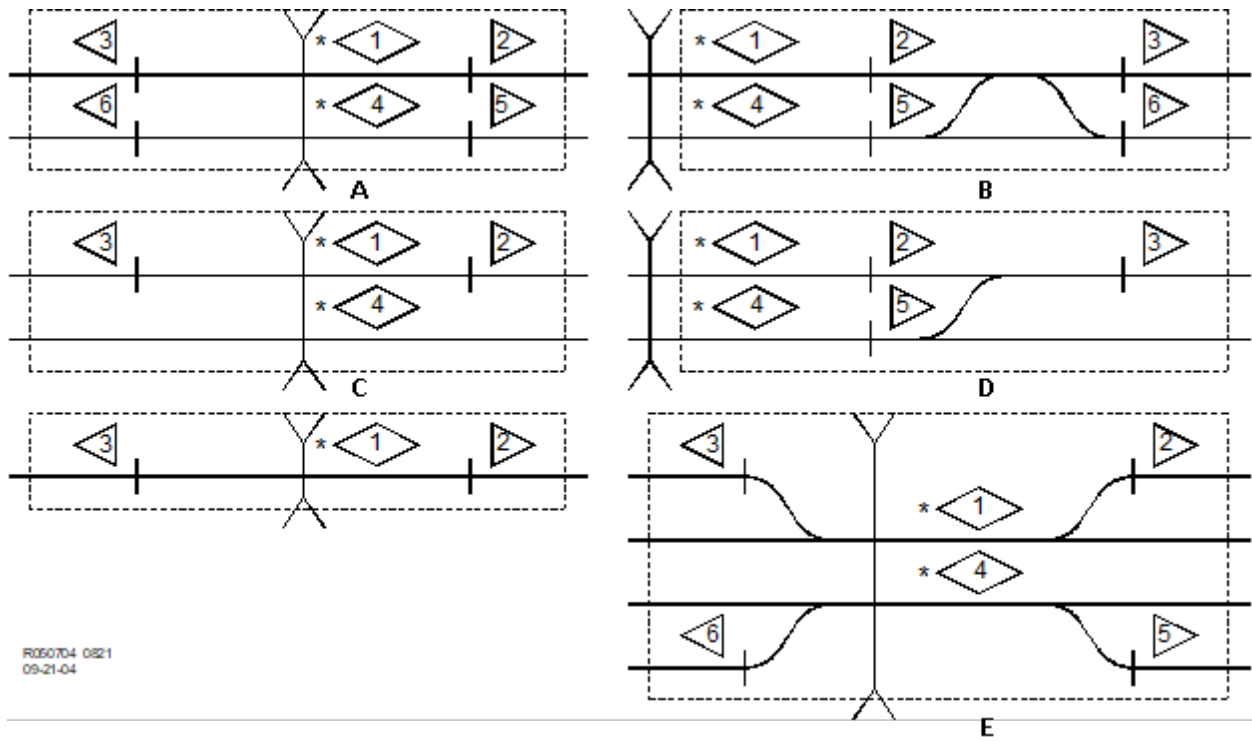 3 * 1 2
6 * 4 5
A
* 1 2 3
* 4 5 6
B
3 * 1 2
* 4
C
* 1 2 3
* 4 5
D
3 * 1 2
3 2
* 1
* 4
6 5
E
R050704 0821
09-21-04